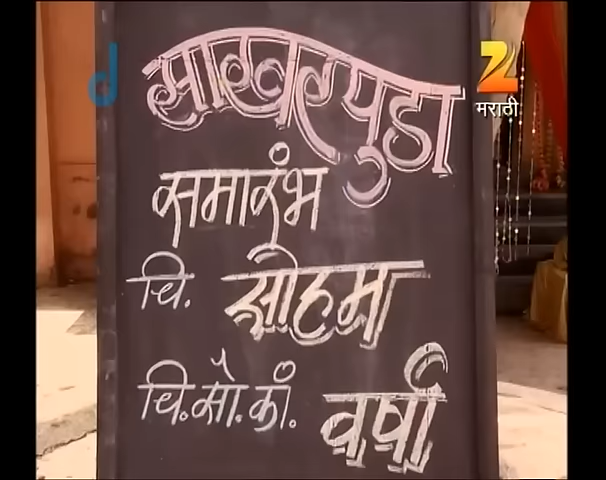 साखरपुडा
समारंभ
चि. सोहम
चि.सौ.कां. वर्षा
Z
मराठी
d